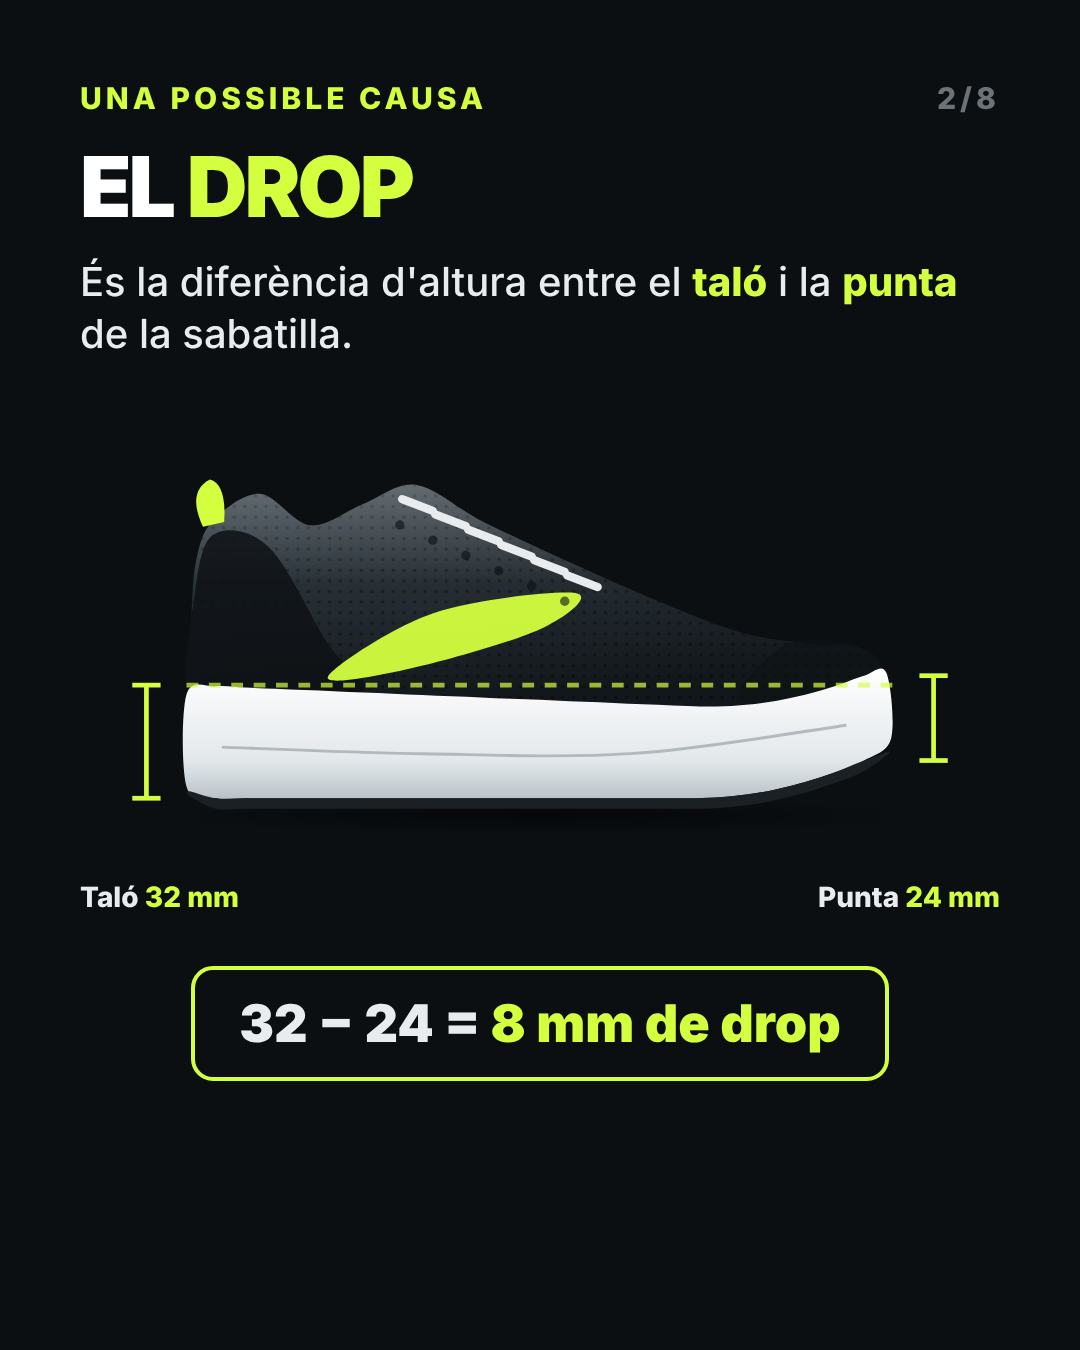 UNA POSSIBLE CAUSA
2/8
EL DROP
És la diferència d'altura entre el taló i la punta
de la sabatilla.
Taló 32 mm
Punta 24 mm
32 − 24 = 8 mm de drop